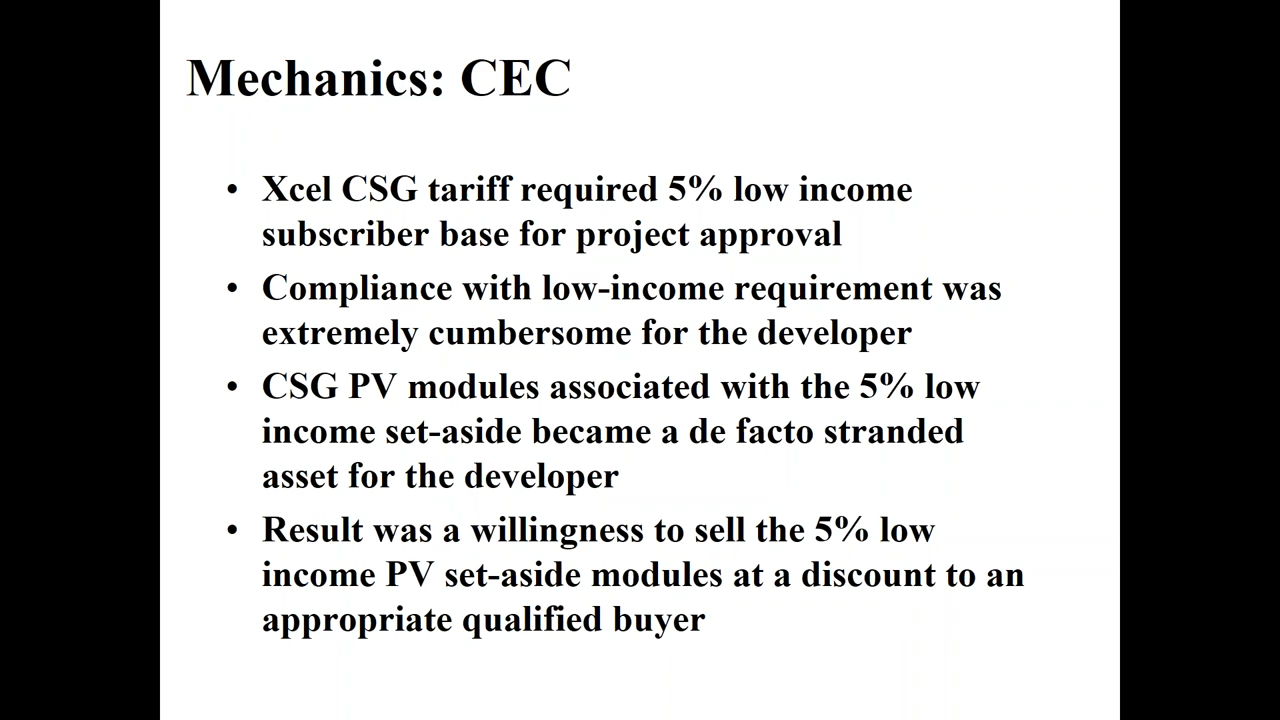 Mechanics: CEC
• Xcel CSG tariff required 5% low income
subscriber base for project approval
• Compliance with low-income requirement was
extremely cumbersome for the developer
• CSG PV modules associated with the 5% low
income set-aside became a de facto stranded
asset for the developer
• Result was a willingness to sell the 5% low
income PV set-aside modules at a discount to an
appropriate qualified buyer